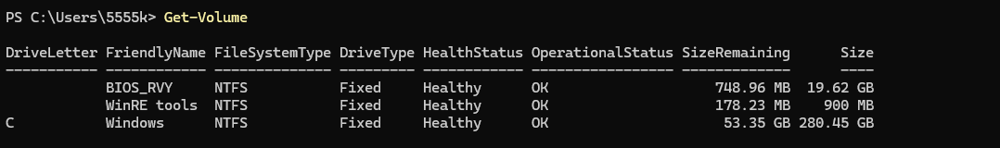 PS C:\Users\5555k> Get-Volume
DriveLetter FriendlyName FileSystemType DriveType HealthStatus OperationalStatus SizeRemaining      Size
----------- ------------ -------------- --------- ------------ ----------------- -------------      ----
            BIOS_RVY     NTFS           Fixed     Healthy      OK                    748.96 MB  19.62 GB
            WinRE tools  NTFS           Fixed     Healthy      OK                    178.23 MB    900 MB
C           Windows      NTFS           Fixed     Healthy      OK                     53.35 GB 280.45 GB